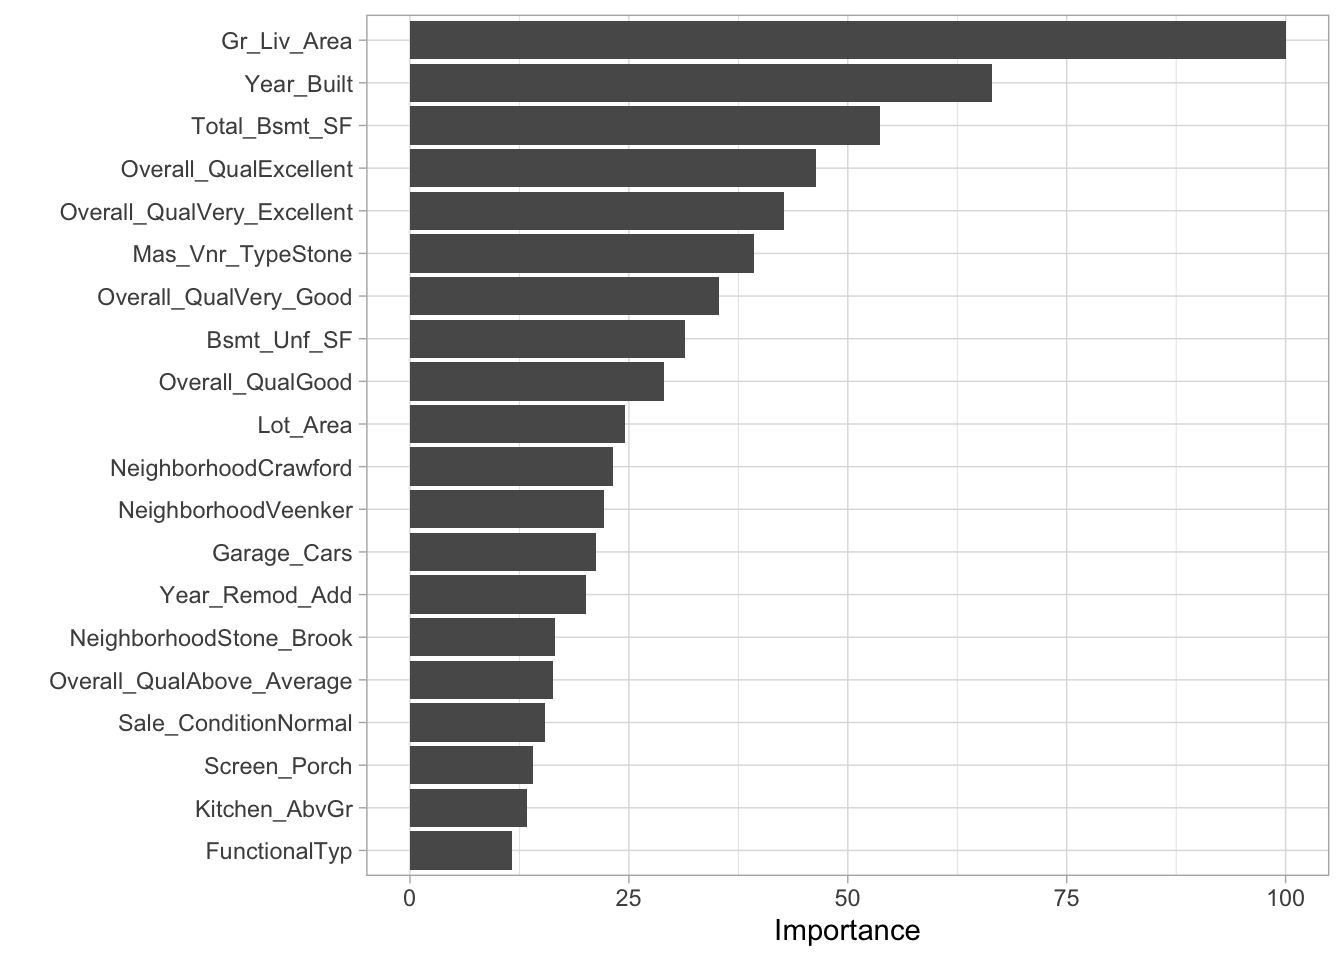 Gr_Liv_Area
Year_Built
Total_Bsmt_SF
Overall_QualExcellent
Overall_QualVery_Excellent
Mas_Vnr_TypeStone
Overall_QualVery_Good
Bsmt_Unf_SF
Overall_QualGood
Lot_Area
NeighborhoodCrawford
NeighborhoodVeenker
Garage_Cars
Year_Remod_Add
NeighborhoodStone_Brook
Overall_QualAbove_Average
Sale_ConditionNormal
Screen_Porch
Kitchen_AbvGr
FunctionalTyp
0 25 50 75 100
Importance